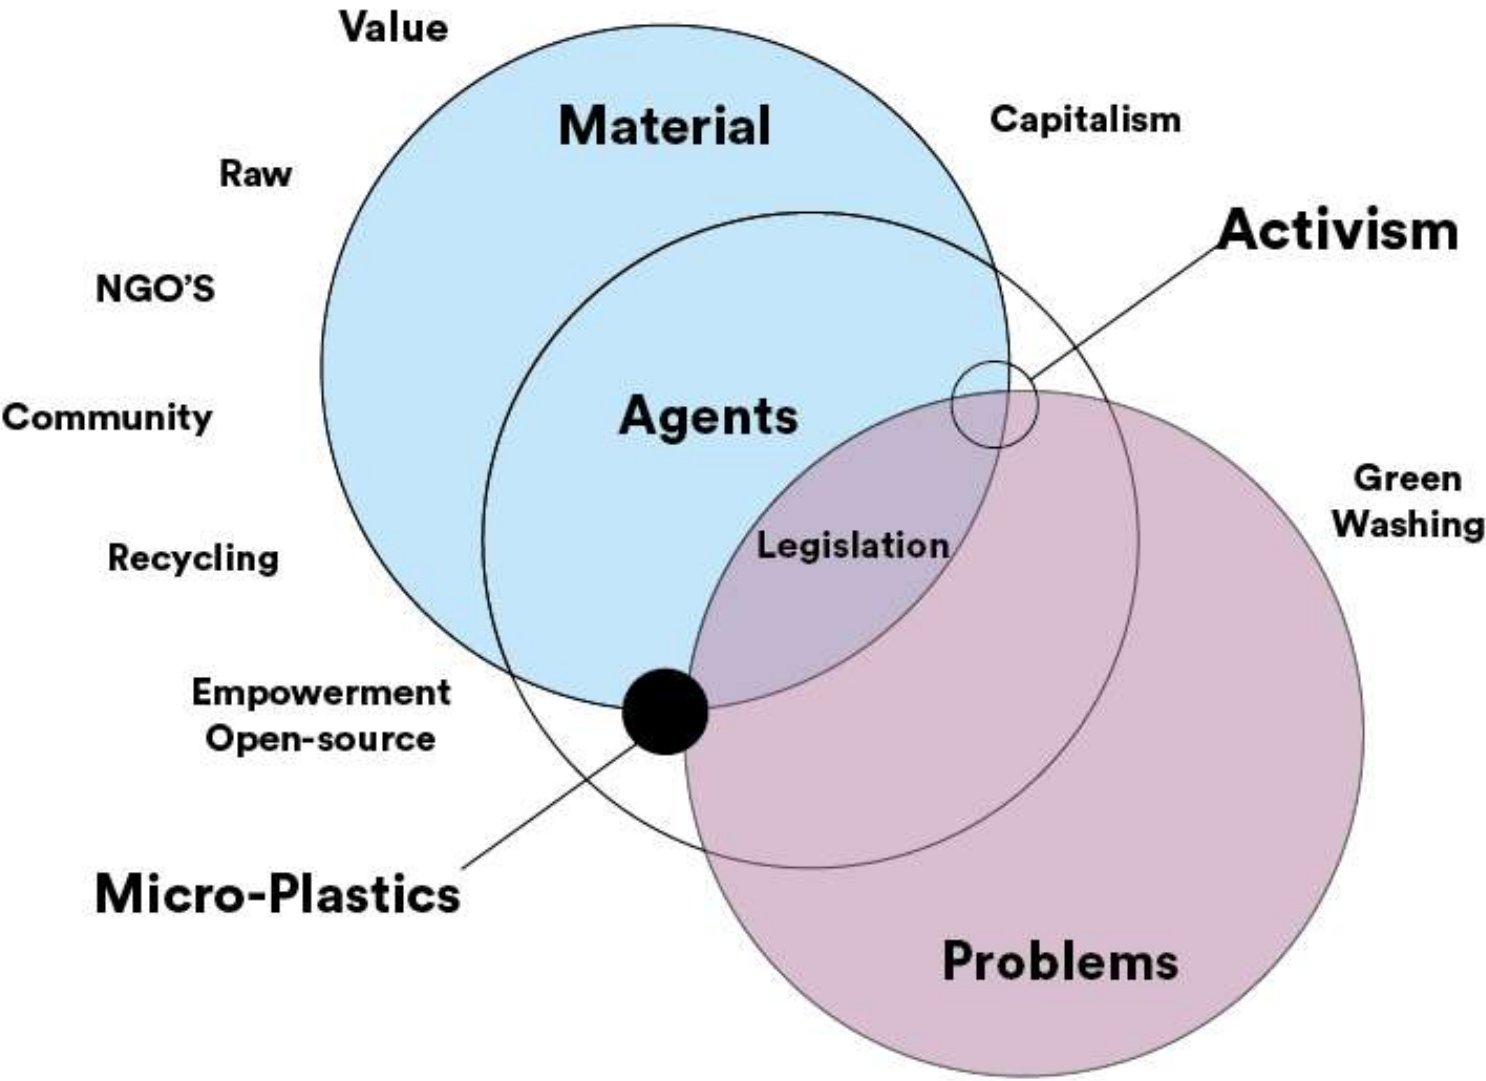 Value
Material
Capitalism
Raw
Activism
NGO’S
Agents
Community
Green
Washing
Legislation
Recycling
Empowerment
Open-source
Micro-Plastics
Problems